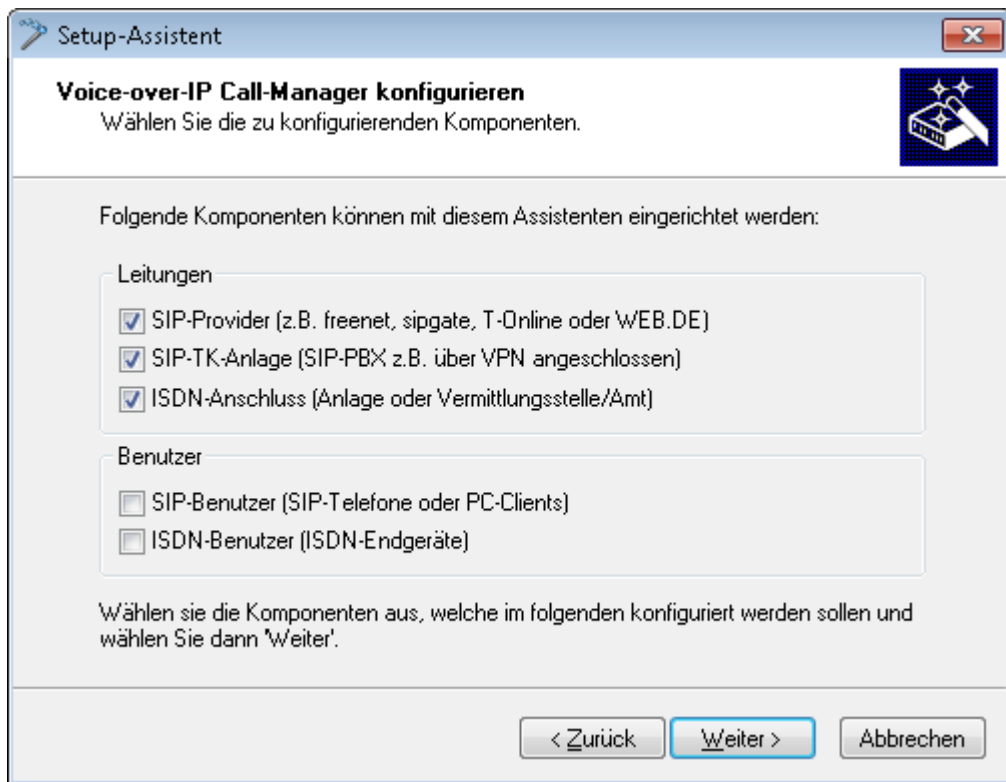 Setup-Assistent
Voice-over-IP Call-Manager konfigurieren
Wählen Sie die zu konfigurierenden Komponenten.
Folgende Komponenten können mit diesem Assistenten eingerichtet werden:
Leitungen
SIP-Provider (z.B. freenet, sipgate, T-Online oder WEB.DE)
SIP-TK-Anlage (SIP-PBX z.B. über VPN angeschlossen)
ISDN-Anschluss (Anlage oder Vermittlungsstelle/Amt)
Benutzer
SIP-Benutzer (SIP-Telefone oder PC-Clients)
ISDN-Benutzer (ISDN-Endgeräte)
Wählen sie die Komponenten aus, welche im folgenden konfiguriert werden sollen und
wählen Sie dann 'Weiter'.
< Zurück Weiter > Abbrechen